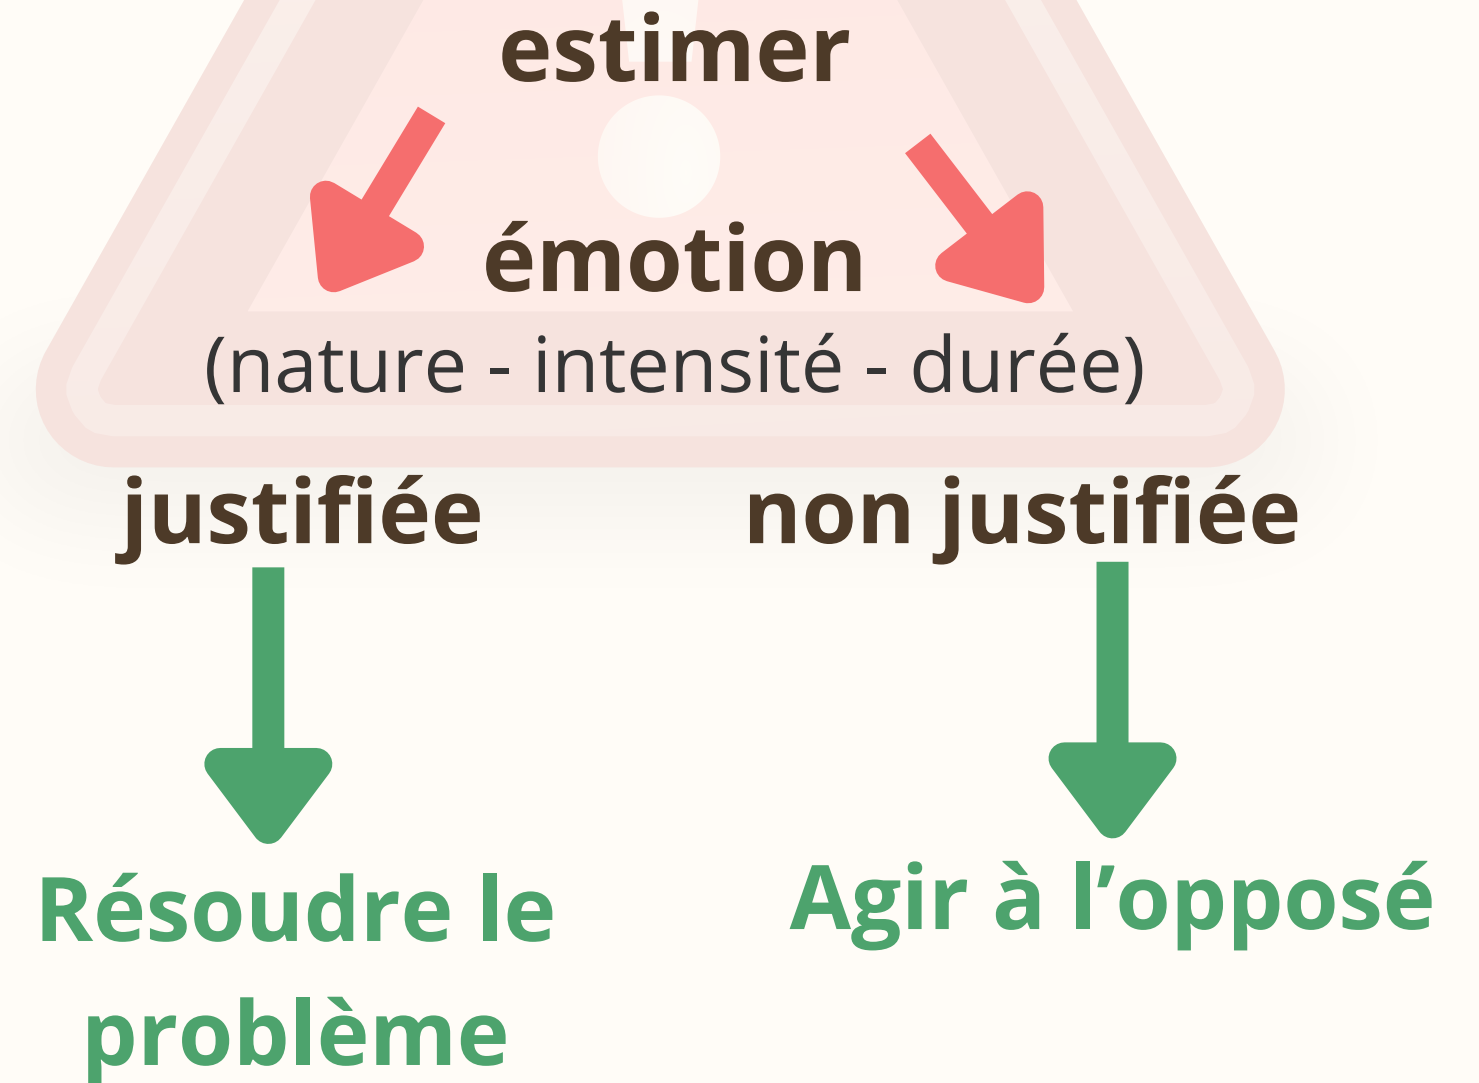 estimer
émotion
(nature - intensité - durée)
justifiée
non justifiée
Résoudre le
problème
Agir à l’opposé